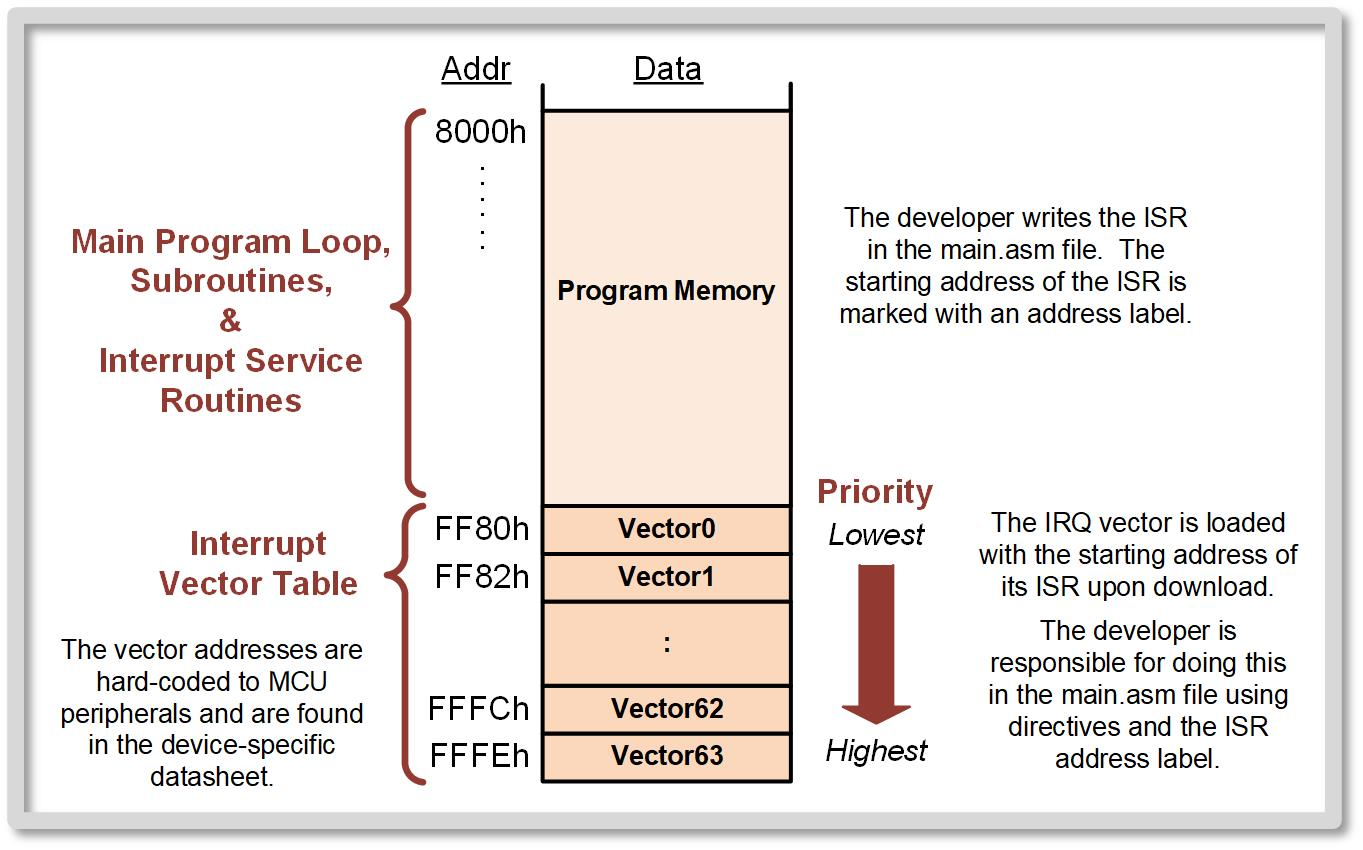 Addr
Data
8000h
Main Program Loop,
Subroutines,
&
Interrupt Service
Routines
Program Memory
The developer writes the ISR
in the main.asm file.  The
starting address of the ISR is
marked with an address label.
Interrupt
Vector Table
The vector addresses are
hard-coded to MCU
peripherals and are found
in the device-specific
datasheet.
FF80h
Vector0
FF82h
Vector1
:
FFFCh
Vector62
FFFEh
Vector63
Priority
Lowest
Highest
The IRQ vector is loaded
with the starting address of
its ISR upon download.
The developer is
responsible for doing this
in the main.asm file using
directives and the ISR
address label.